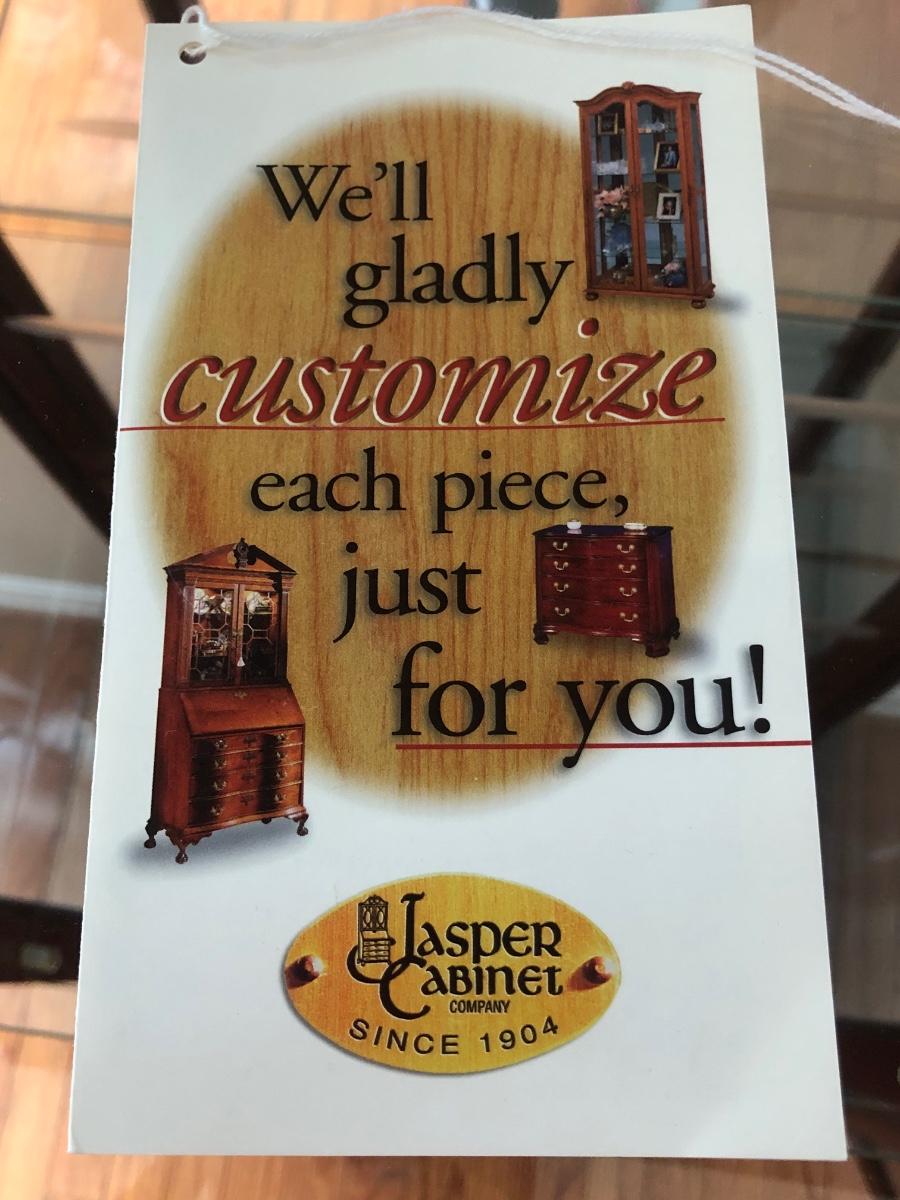 We'll
gladly
customize
each piece,
just
for you!
Jasper
Cabinet
COMPANY
SINCE 1904